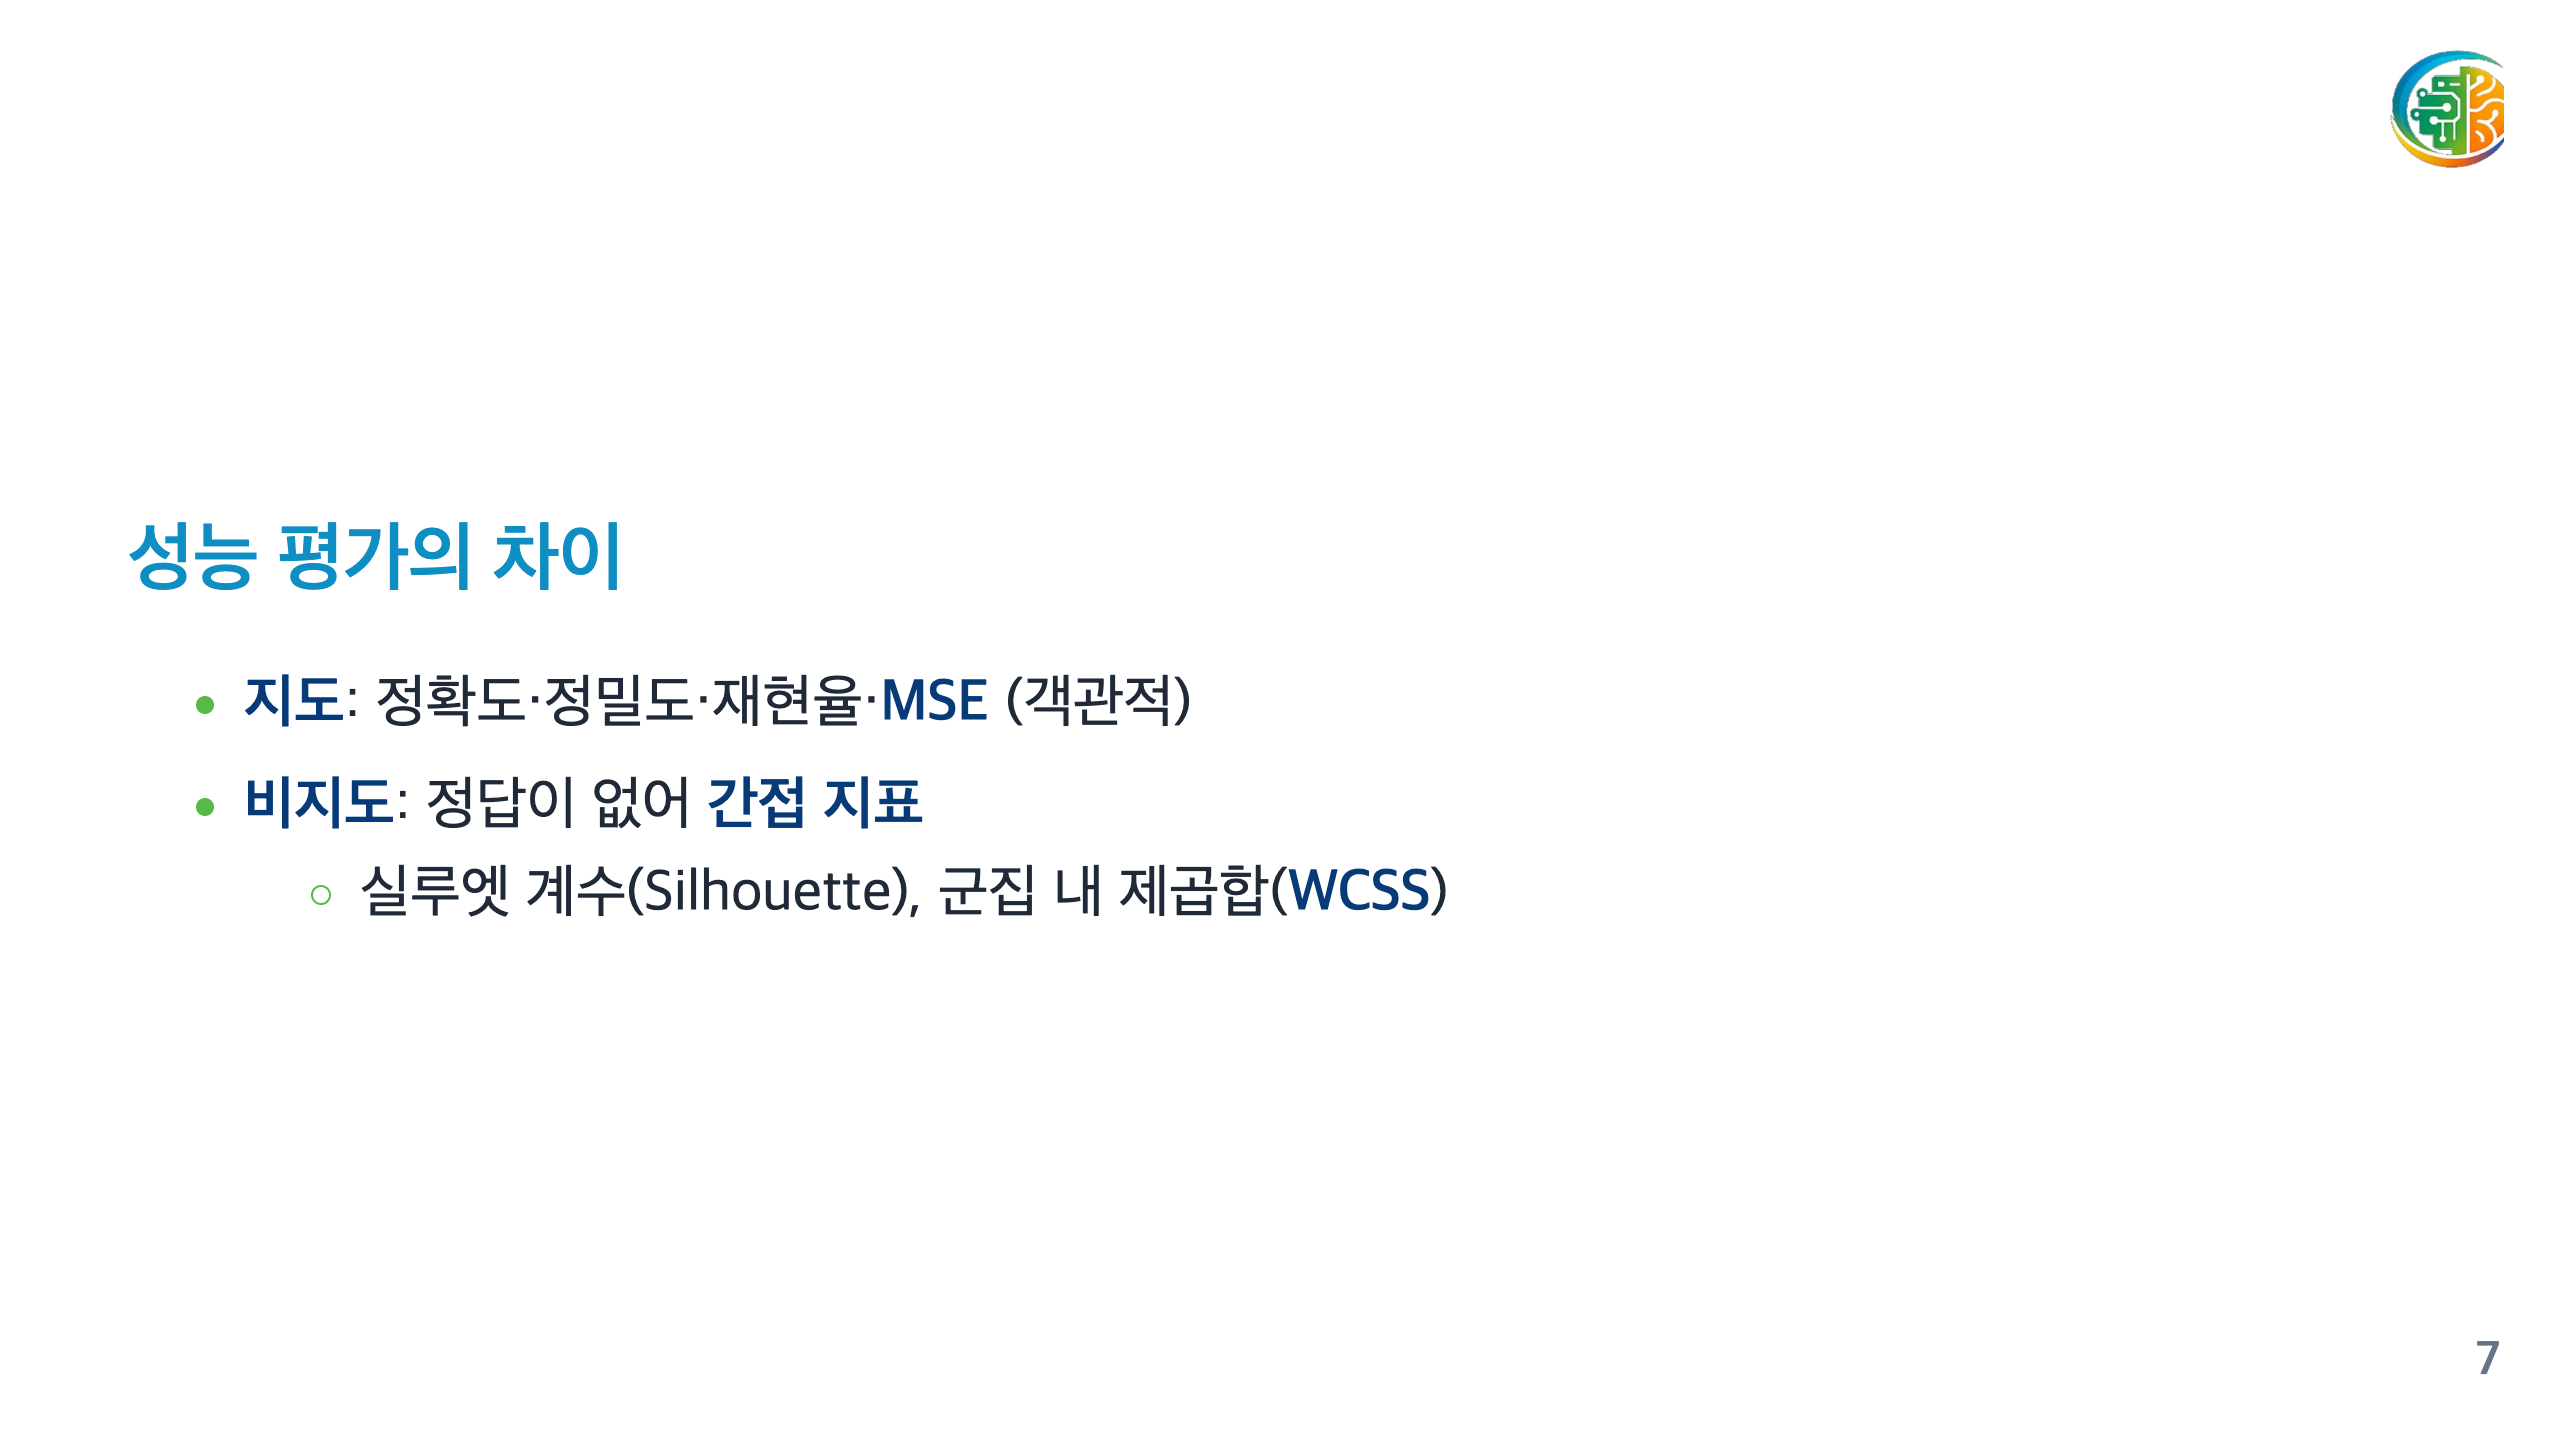 성능 평가의 차이
지도: 정확도·정밀도·재현율·MSE (객관적)
비지도: 정답이 없어 간접 지표
실루엣 계수(Silhouette), 군집 내 제곱합(WCSS)
7